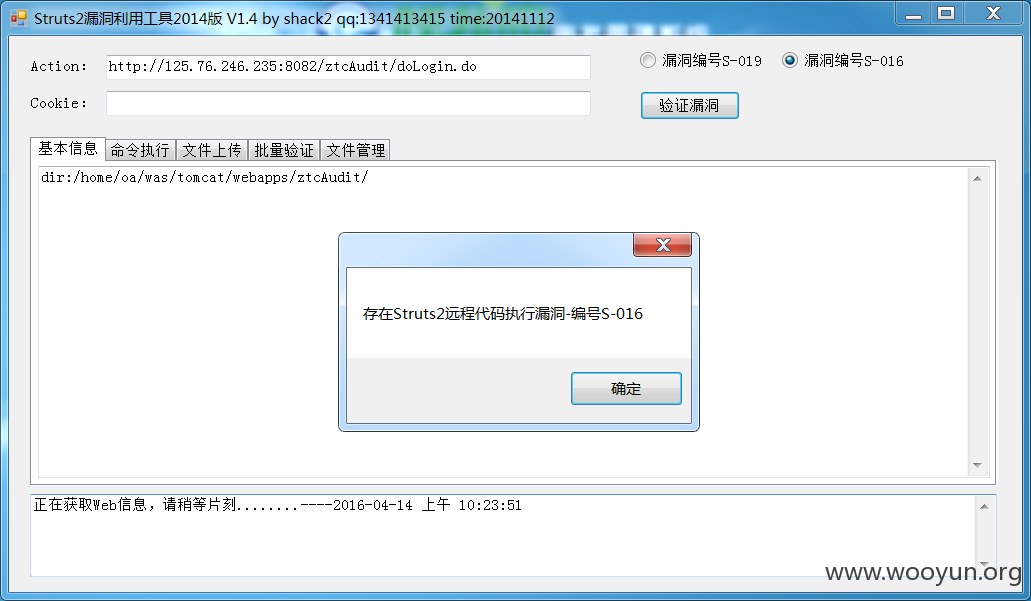 Struts2漏洞利用工具2014版 V1.4 by shack2 qq:1341413415 time:20141112
Action: http://125.76.246.235:8082/ztcAudit/doLogin.do 漏洞编号S-019 漏洞编号S-016
Cookie: 验证漏洞
基本信息 命令执行 文件上传 批量验证 文件管理
dir:/home/oa/was/tomcat/webapps/ztcAudit/
存在Struts2远程代码执行漏洞-编号S-016
确定
正在获取Web信息，请稍等片刻........----2016-04-14 上午 10:23:51
www.wooyun.org